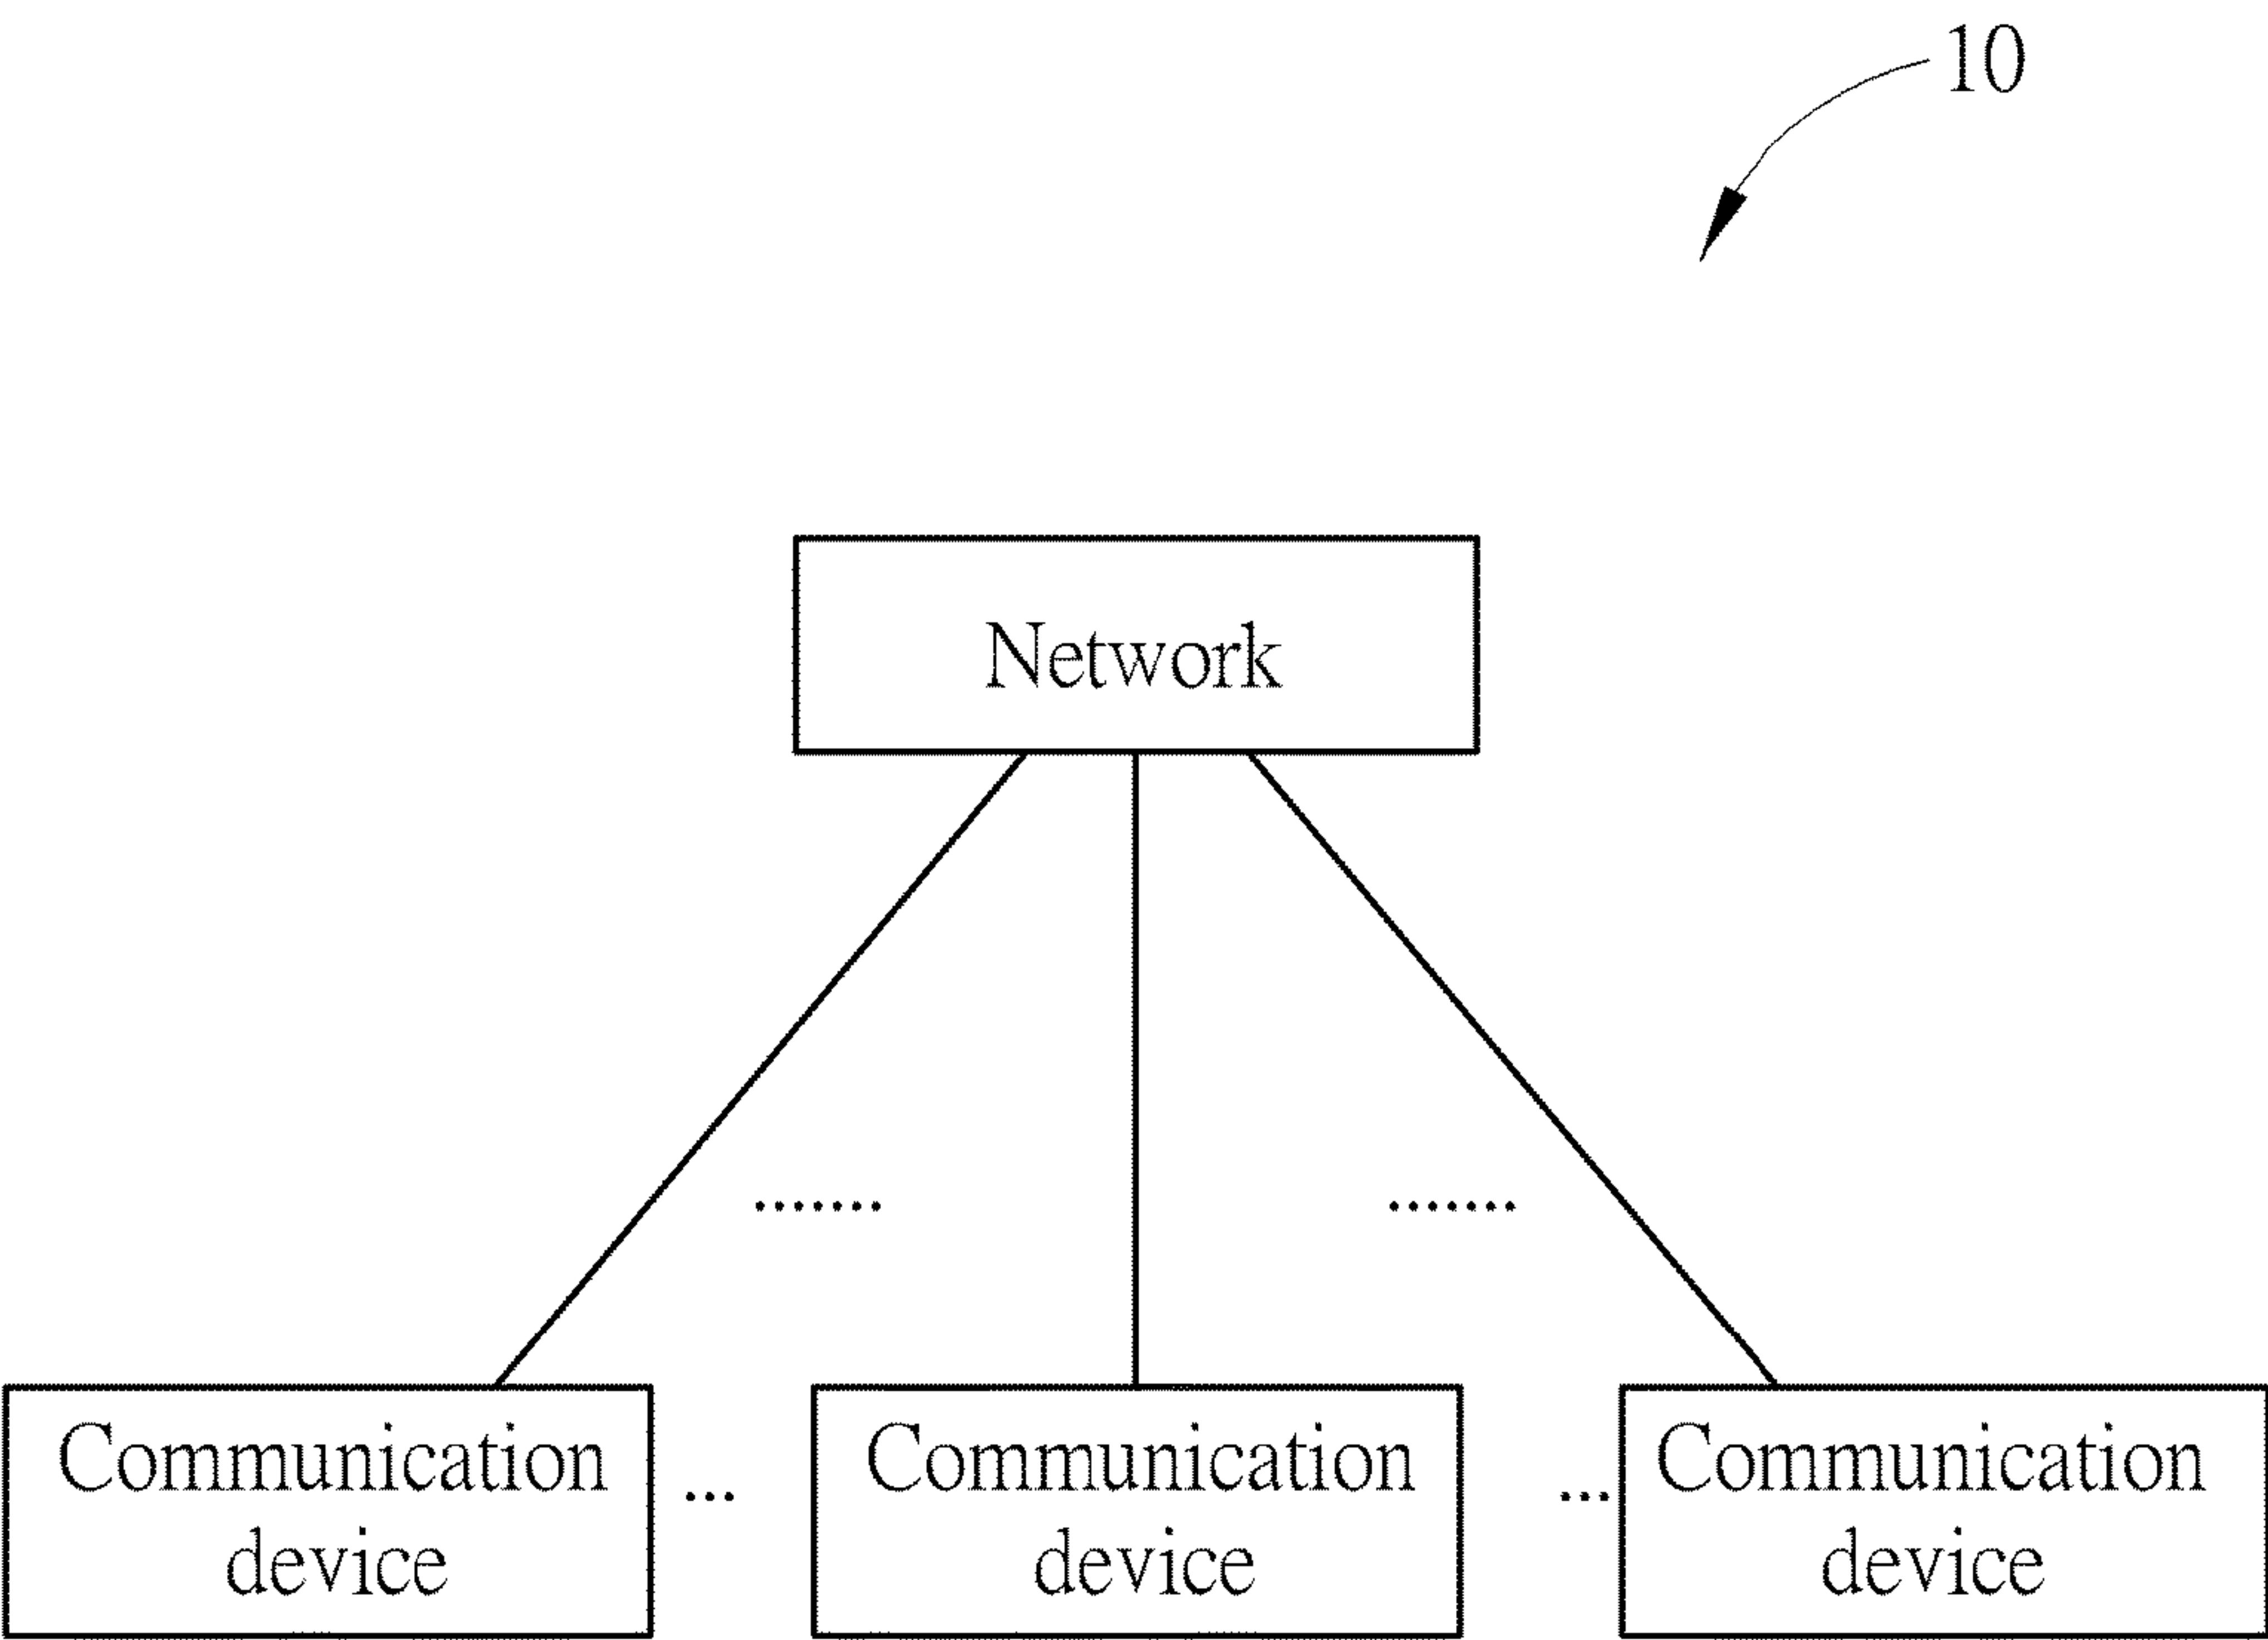 10
Network
.......
.......
Communication
device
...
Communication
device
...
Communication
device